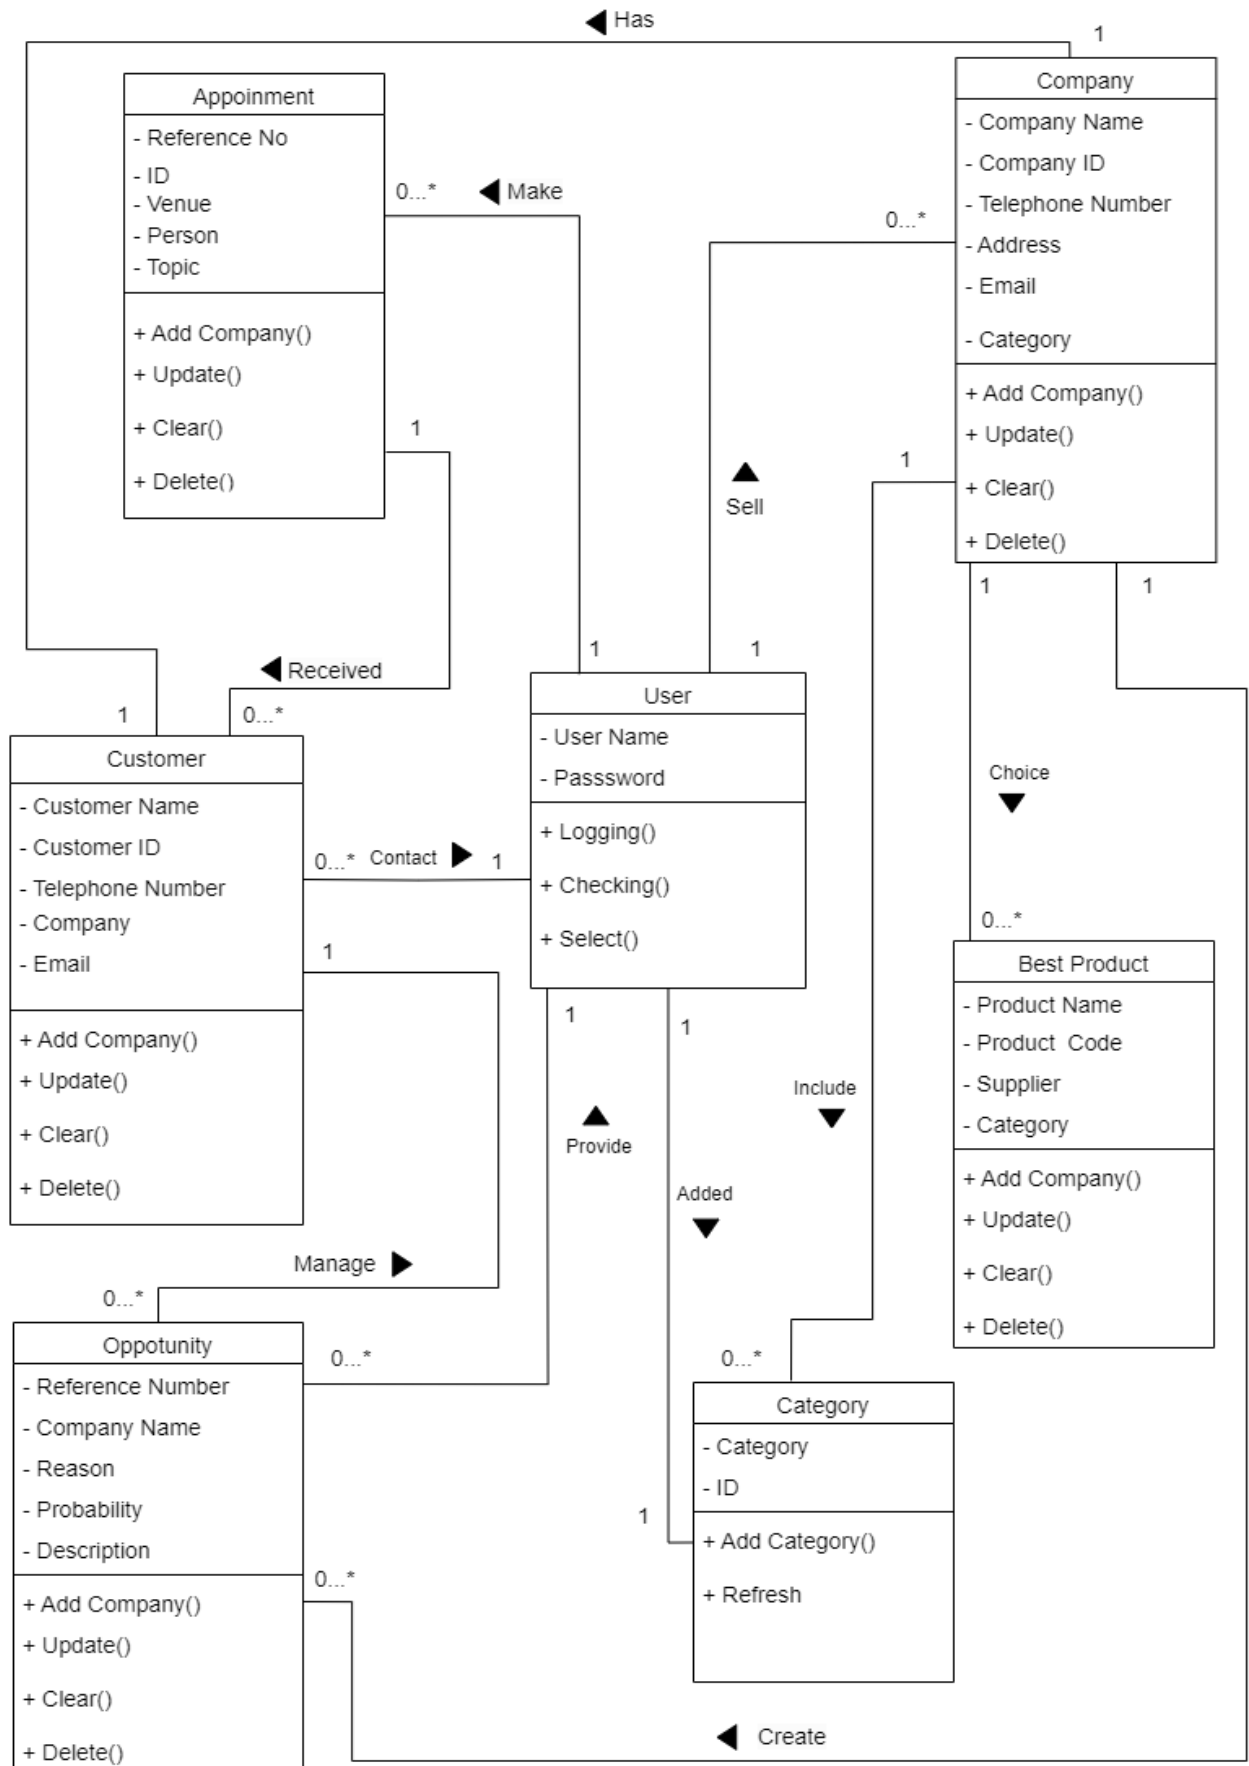 Has
1
Appoinment
- Reference No
- ID
- Venue
- Person
- Topic
+ Add Company()
+ Update()
+ Clear()
+ Delete()
0...*
Make
1
Company
- Company Name
- Company ID
- Telephone Number
- Address
- Email
- Category
+ Add Company()
+ Update()
+ Clear()
+ Delete()
0...*
Sell
1
1
1
1
1
Received
1
0...*
1
Customer
- Customer Name
- Customer ID
- Telephone Number
- Company
- Email
+ Add Company()
+ Update()
+ Clear()
+ Delete()
0...*
Contact
1
User
- User Name
- Passsword
+ Logging()
+ Checking()
+ Select()
Choice
0...*
Best Product
- Product Name
- Product  Code
- Supplier
- Category
+ Add Company()
+ Update()
+ Clear()
+ Delete()
1
1
1
Provide
Include
Added
Manage
0...*
0...*
Oppotunity
- Reference Number
- Company Name
- Reason
- Probability
- Description
+ Add Company()
+ Update()
+ Clear()
+ Delete()
0...*
0...*
Category
- Category
- ID
+ Add Category()
+ Refresh
1
Create